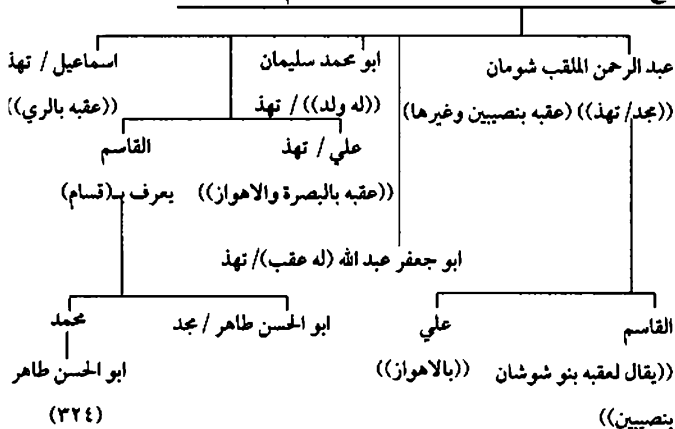 عبد الرحمن الملقب شومان
ابو محمد سليمان
اسماعيل / تهذ
((مجد/ تهذ)) (عقبه بنصيبين وغيرها)
((له ولد)) / تهذ
((عقبه بالري))
علي / تهذ
القاسم
((عقبه بالبصرة والاهواز))
يعرف بـ(قسام)
ابو جعفر عبد الله (له عقب)/ تهذ
القاسم
علي
ابو الحسن طاهر / مجد
محمد
((يقال لعقبه بنو شوشان
((بالاهواز))
ابو الحسن طاهر
بنصيبين))
(٣٢٤)